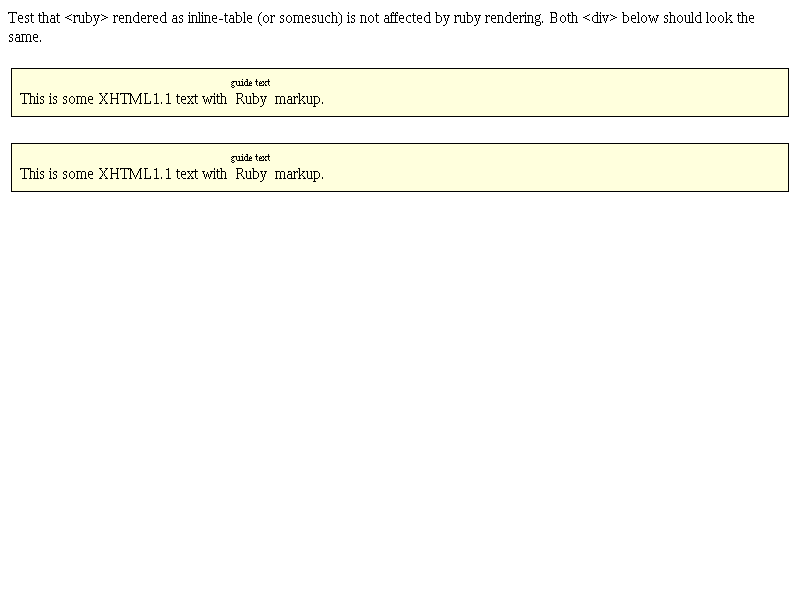 Test that <ruby> rendered as inline-table (or somesuch) is not affected by ruby rendering. Both <div> below should look the
same.
guide text
This is some XHTML1.1 text with Ruby markup.
guide text
This is some XHTML1.1 text with Ruby markup.